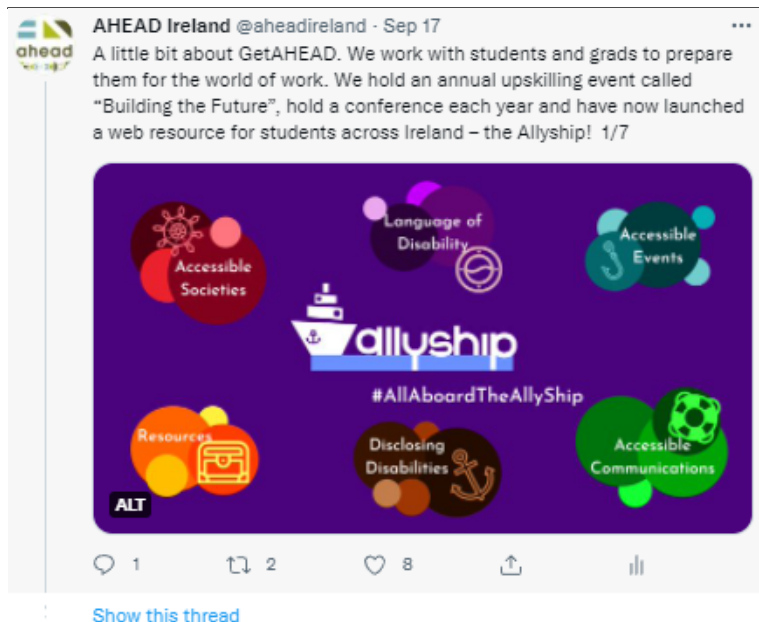 AHEAD Ireland @aheadireland · Sep 17
ahead
A little bit about GetAHEAD. We work with students and grads to prepare
them for the world of work. We hold an annual upskilling event called
“Building the Future”, hold a conference each year and have now launched
a web resource for students across Ireland – the Allyship! 1/7
Language of
Disability
Accessible
Events
Accessible
Societies
allyship
#AllAboardTheAllyShip
Resources
Disclosing
Disabilities
Accessible
Communications
ALT
1 2 8
Show this thread